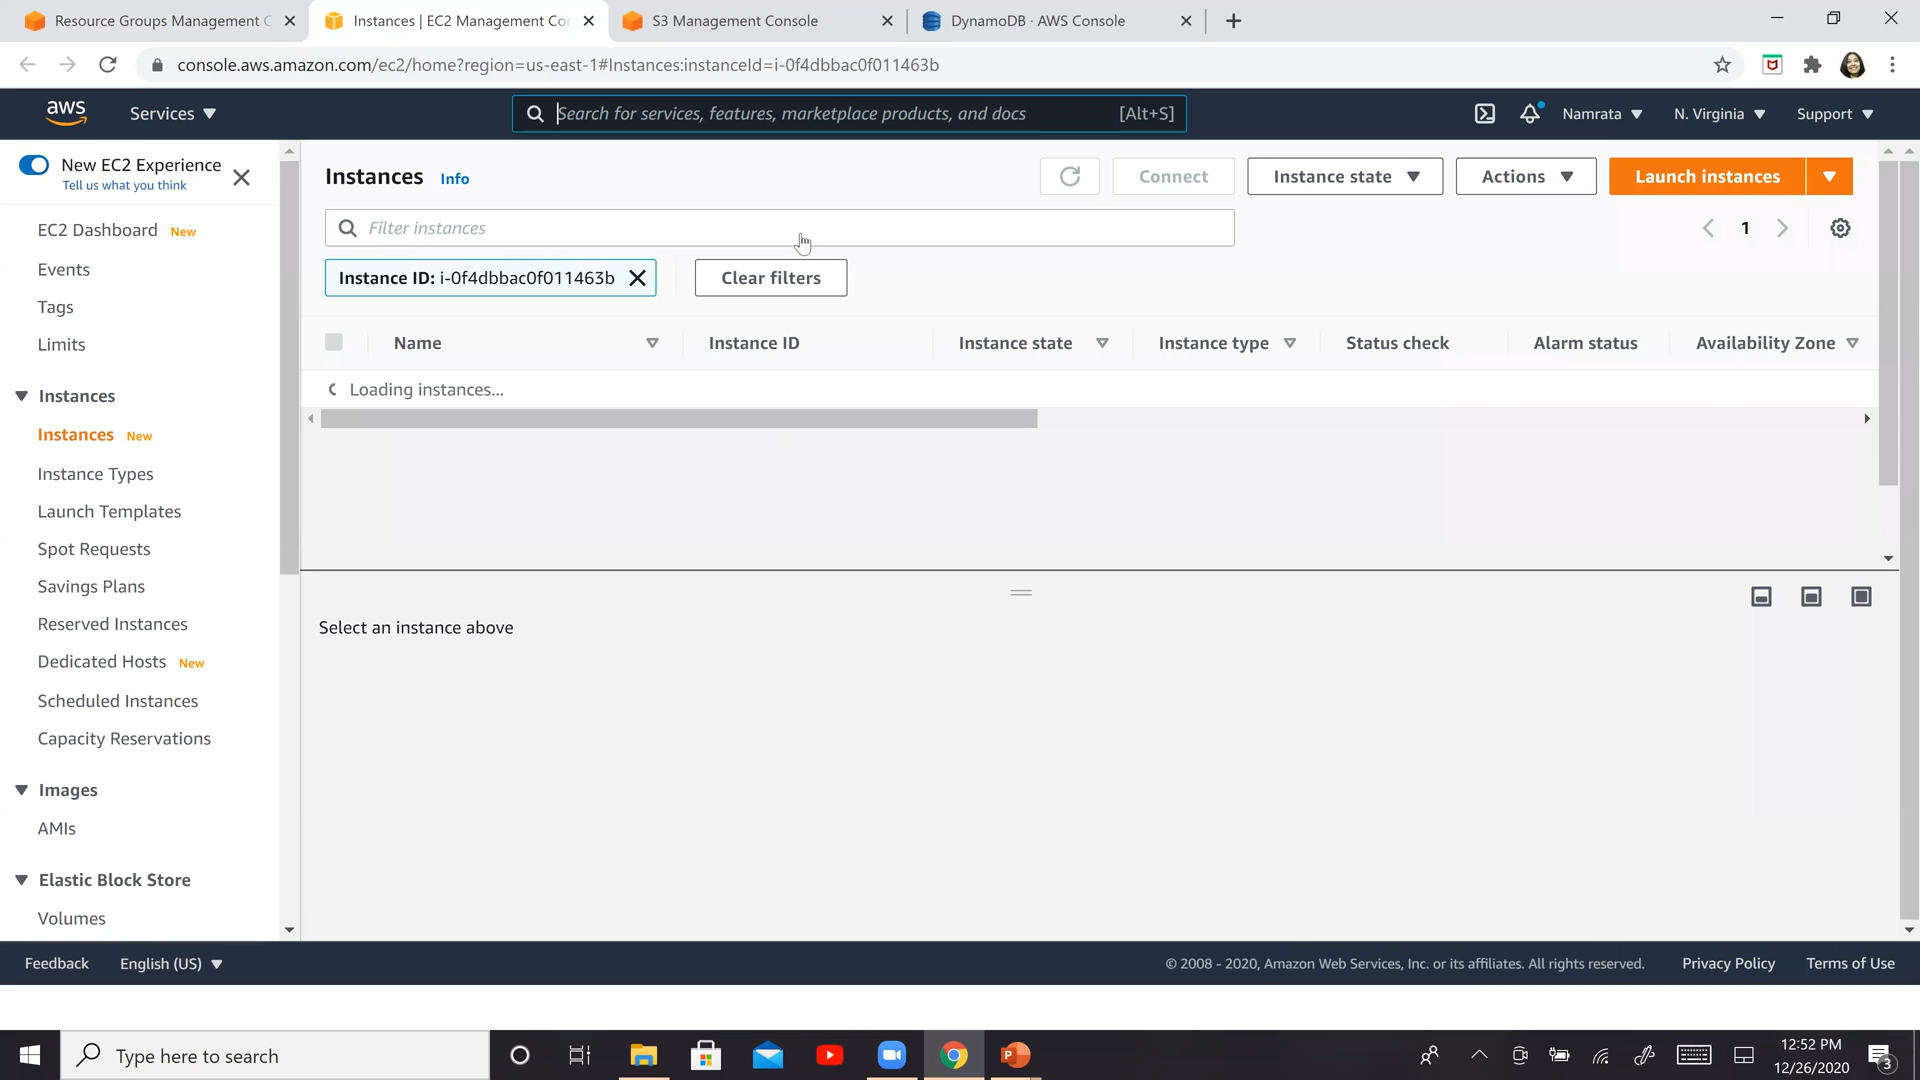 Resource Groups Management C
Instances | EC2 Management Con
S3 Management Console
DynamoDB · AWS Console
console.aws.amazon.com/ec2/home?region=us-east-1#Instances:instanceId=i-0f4dbbac0f011463b
aws
Services
Search for services, features, marketplace products, and docs
[Alt+S]
Namrata
N. Virginia
Support
New EC2 Experience
Tell us what you think
EC2 Dashboard New
Events
Tags
Limits
Instances
Instances New
Instance Types
Launch Templates
Spot Requests
Savings Plans
Reserved Instances
Dedicated Hosts New
Scheduled Instances
Capacity Reservations
Images
AMIs
Elastic Block Store
Volumes
Instances Info
Connect
Instance state
Actions
Launch instances
Filter instances
1
Instance ID: i-0f4dbbac0f011463b
Clear filters
Name
Instance ID
Instance state
Instance type
Status check
Alarm status
Availability Zone
Loading instances...
Select an instance above
Feedback
English (US)
© 2008 - 2020, Amazon Web Services, Inc. or its affiliates. All rights reserved.
Privacy Policy
Terms of Use
Type here to search
P
12:52 PM
12/26/2020
3